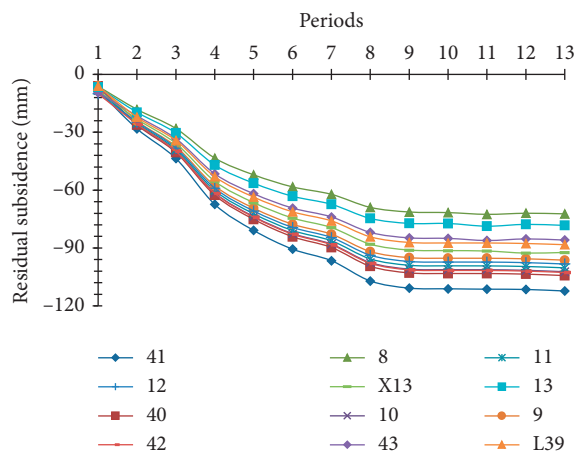 Periods
1 2 3 4 5 6 7 8 9 10 11 12 13
0
−30
−60
−90
−120
Residual subsidence (mm)
41 8 11
12 X13 13
40 10 9
42 43 L39